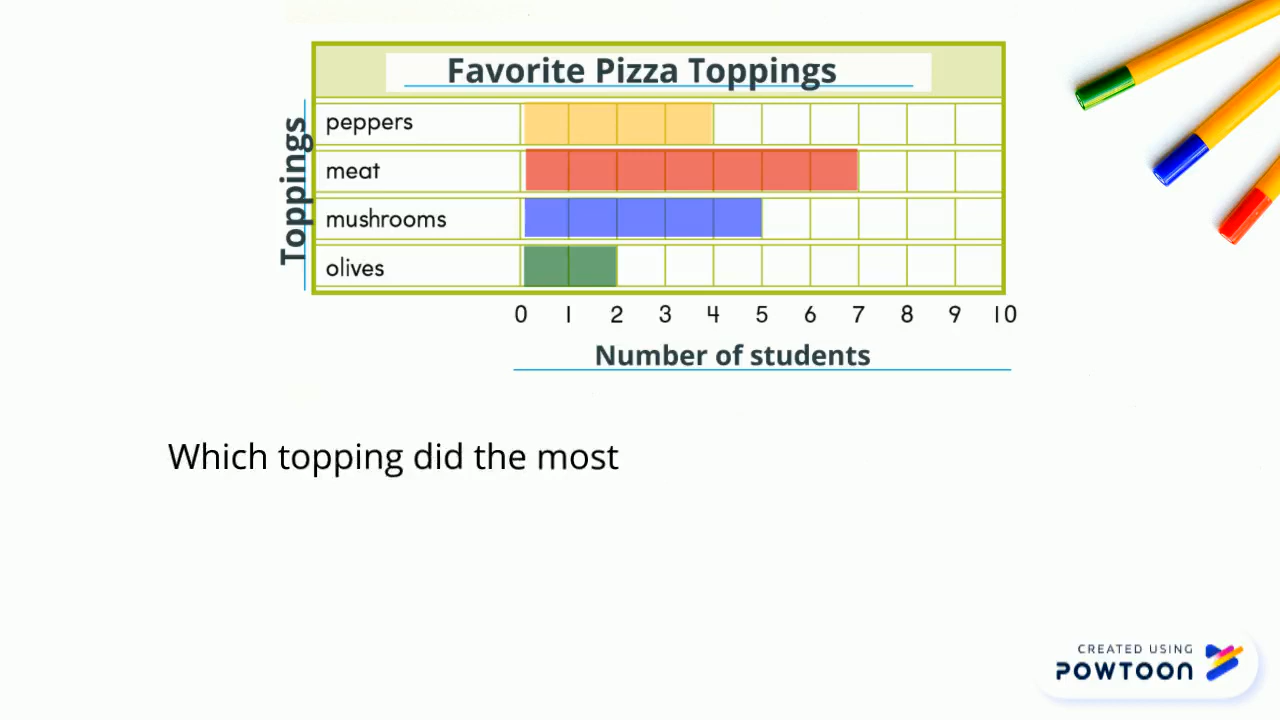 Favorite Pizza Toppings
Toppings
peppers
meat
mushrooms
olives
0 1 2 3 4 5 6 7 8 9 10
Number of students
Which topping did the most
CREATED USING
POWTOON